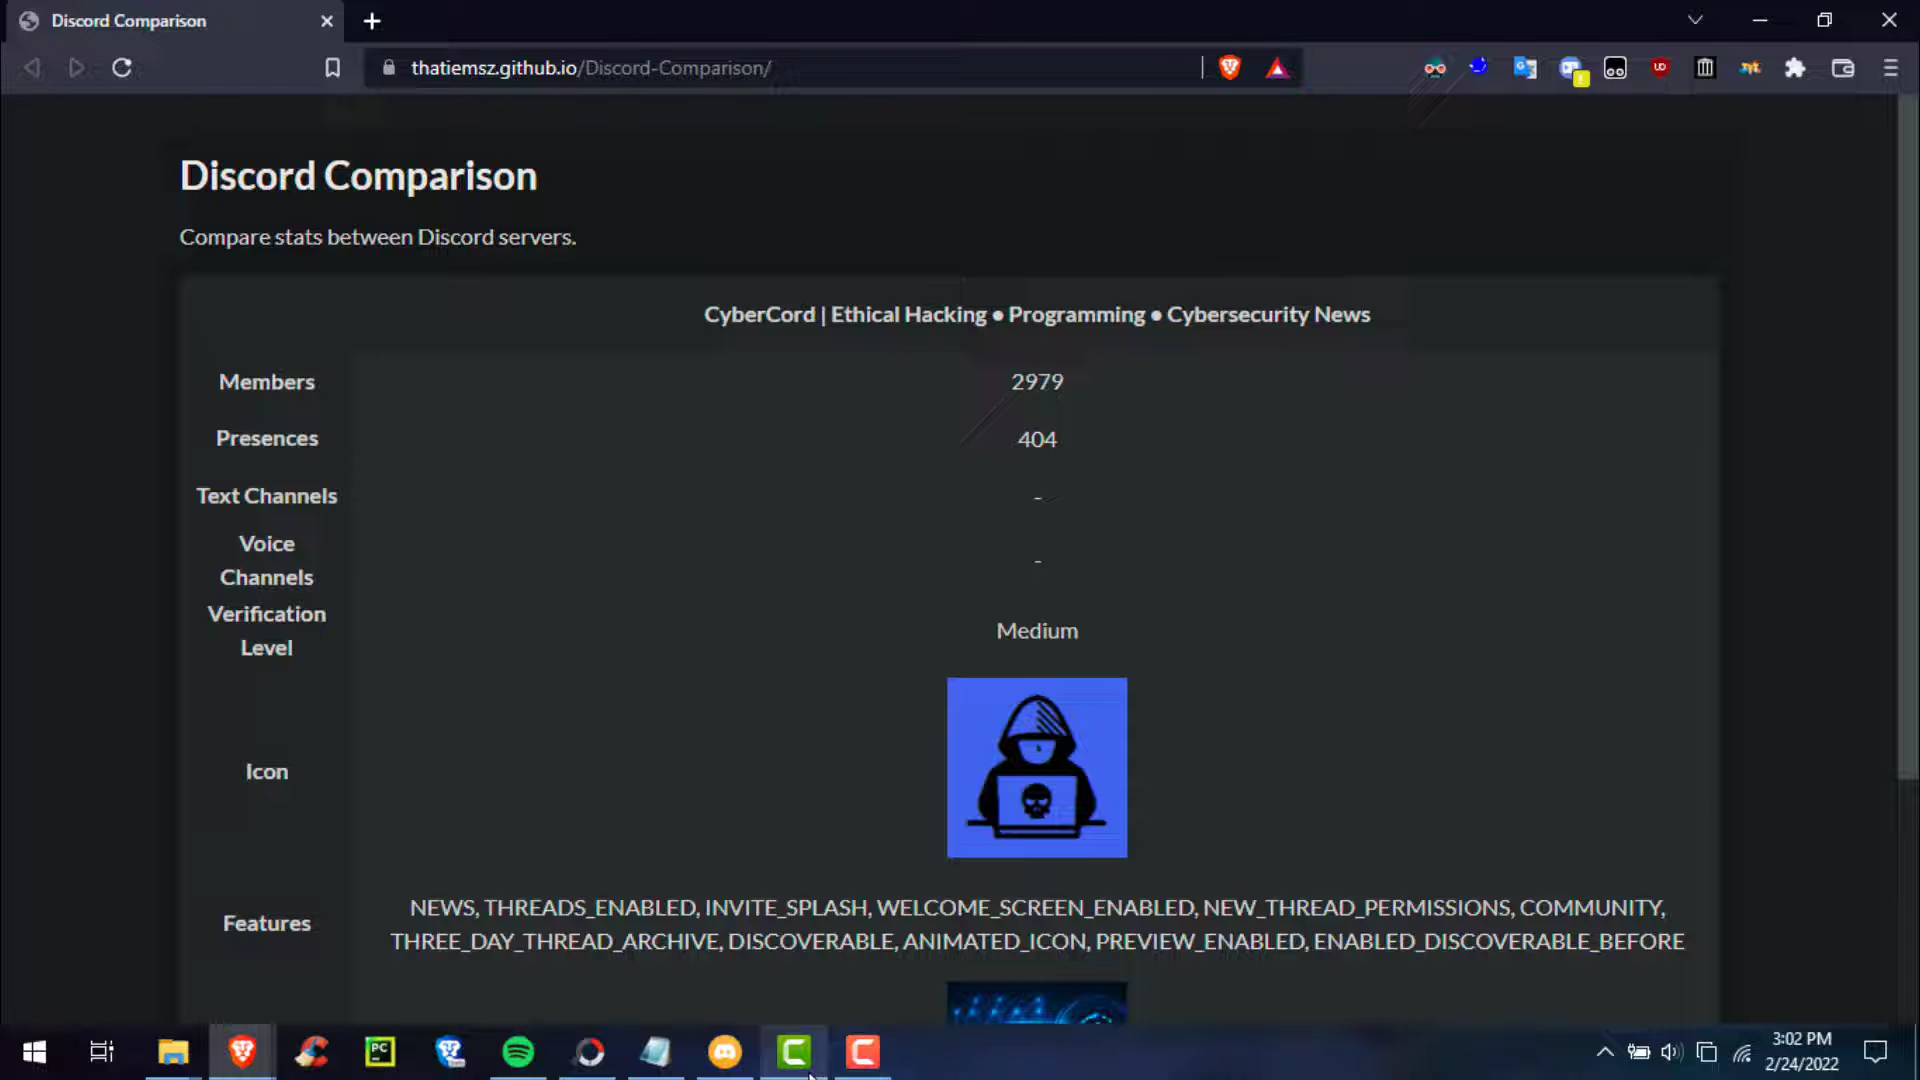 Discord Comparison
thatiemsz.github.io/Discord-Comparison/
Discord Comparison
Compare stats between Discord servers.
CyberCord | Ethical Hacking ● Programming ● Cybersecurity News
Members 2979
Presences 404
Text Channels -
Voice
Channels -
Verification
Level Medium
Icon
Features NEWS, THREADS_ENABLED, INVITE_SPLASH, WELCOME_SCREEN_ENABLED, NEW_THREAD_PERMISSIONS, COMMUNITY,
THREE_DAY_THREAD_ARCHIVE, DISCOVERABLE, ANIMATED_ICON, PREVIEW_ENABLED, ENABLED_DISCOVERABLE_BEFORE
PC
3:02 PM
2/24/2022